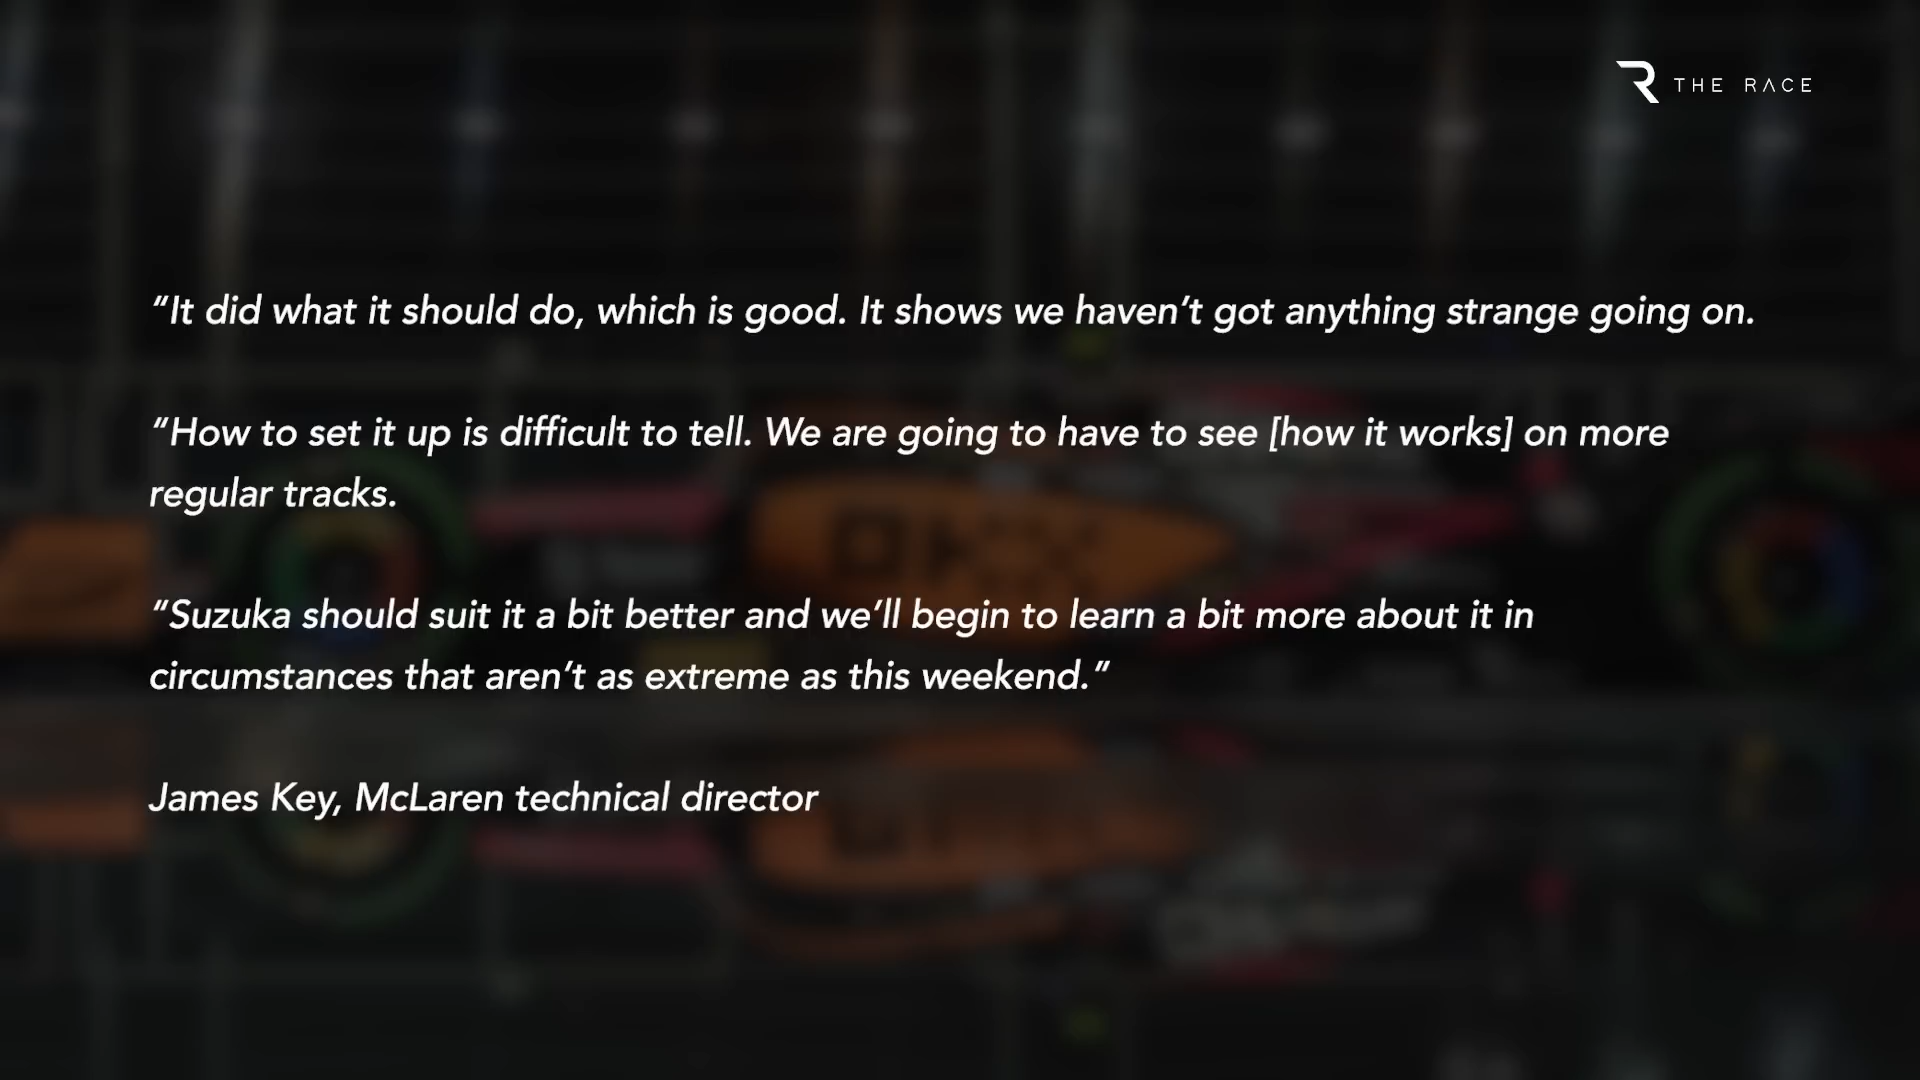 THE RACE
“It did what it should do, which is good. It shows we haven’t got anything strange going on.
“How to set it up is difficult to tell. We are going to have to see [how it works] on more
regular tracks.
“Suzuka should suit it a bit better and we’ll begin to learn a bit more about it in
circumstances that aren’t as extreme as this weekend.”
James Key, McLaren technical director